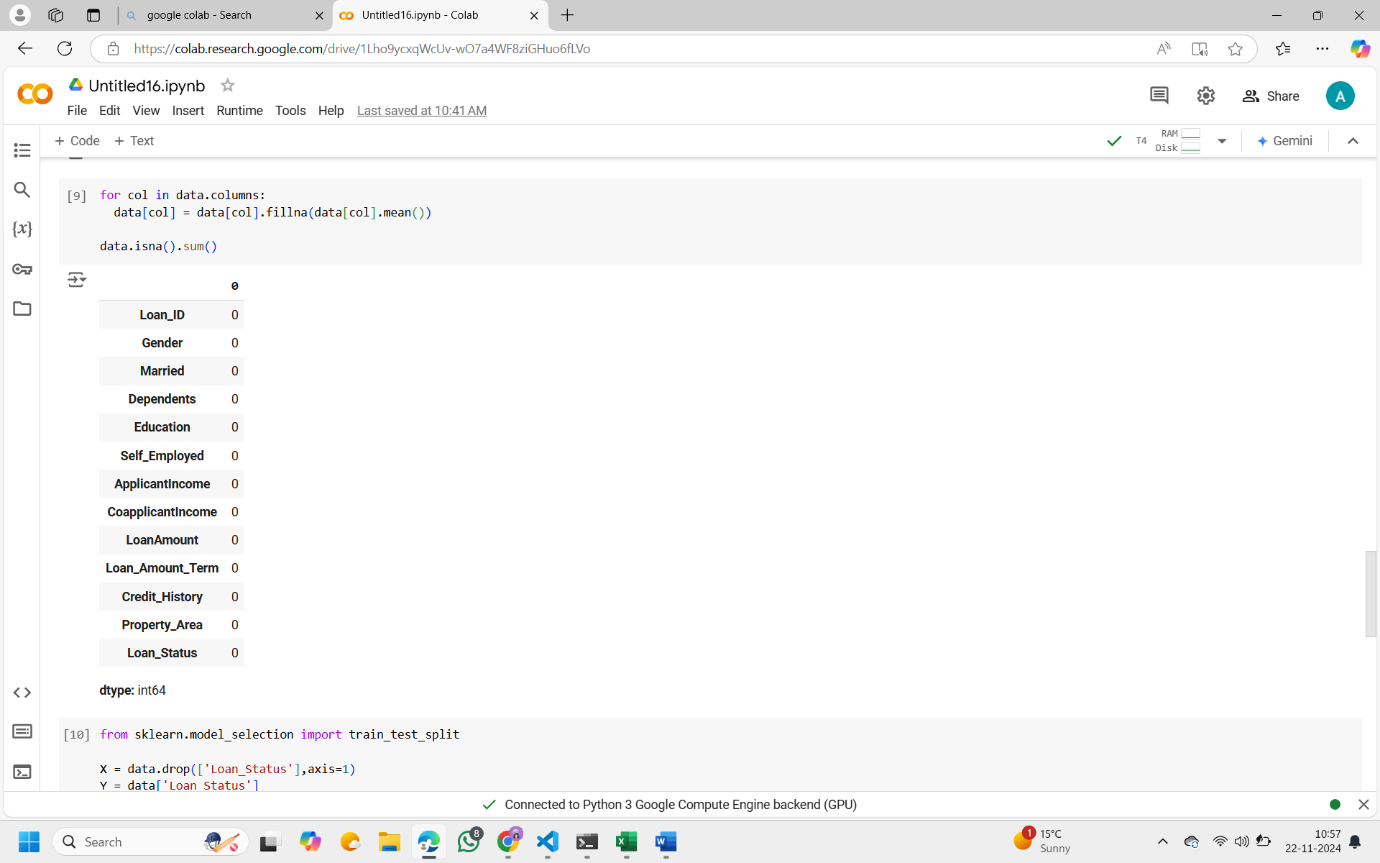 google colab - Search
Untitled16.ipynb - Colab
https://colab.research.google.com/drive/1Lho9ycxqWcUv-wO7a4WF8ziGHuo6fLVo
Untitled16.ipynb
File Edit View Insert Runtime Tools Help Last saved at 10:41 AM
Share
A
+ Code + Text
T4 RAM
Disk
Gemini
[9] for col in data.columns:
data[col] = data[col].fillna(data[col].mean())
data.isna().sum()
0
Loan_ID 0
Gender 0
Married 0
Dependents 0
Education 0
Self_Employed 0
ApplicantIncome 0
CoapplicantIncome 0
LoanAmount 0
Loan_Amount_Term 0
Credit_History 0
Property_Area 0
Loan_Status 0
dtype: int64
[10] from sklearn.model_selection import train_test_split
X = data.drop(['Loan_Status'],axis=1)
Y = data['Loan Status']
Connected to Python 3 Google Compute Engine backend (GPU)
Search
8
1
15°C
Sunny
10:57
22-11-2024